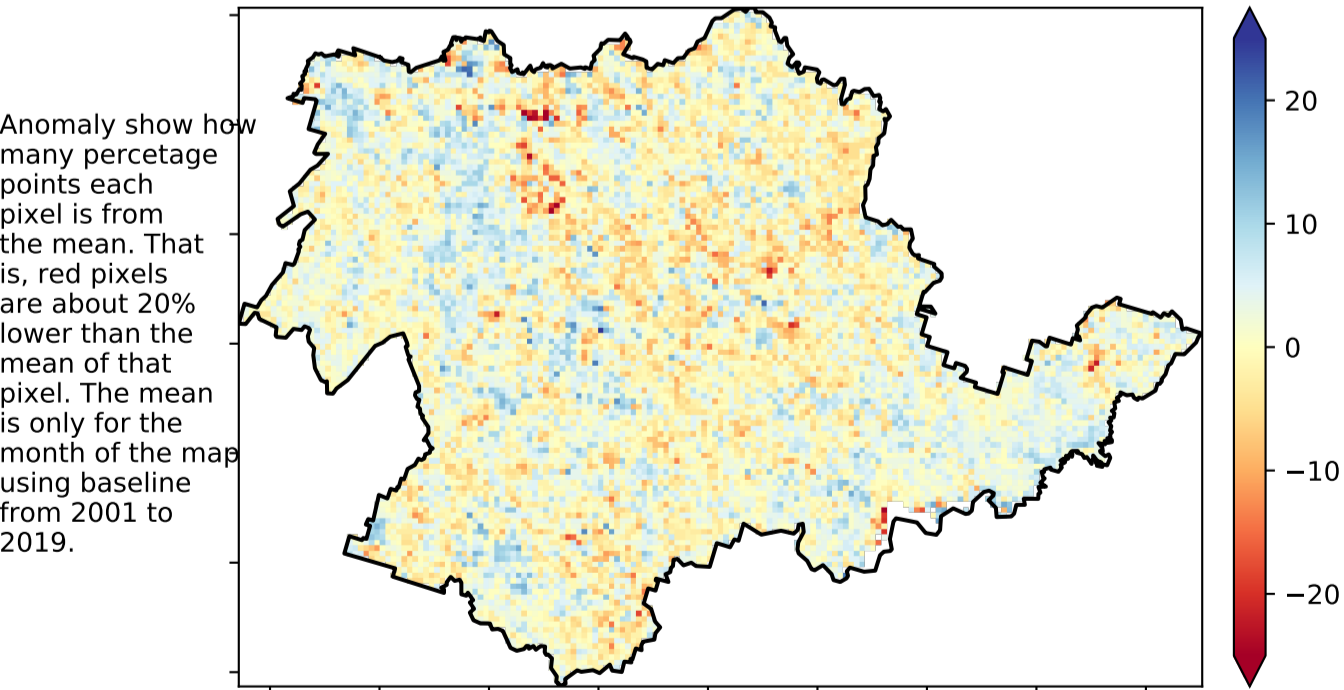 Anomaly show how
many percetage
points each
pixel is from
the mean. That
is, red pixels
are about 20%
lower than the
mean of that
pixel. The mean
is only for the
month of the map
using baseline
from 2001 to
2019.
20
10
0
−10
−20